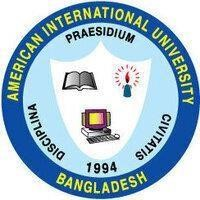 AMERICAN INTERNATIONAL UNIVERSITY
BANGLADESH
PRAESIDIUM
DISCIPLINA
CIVITATIS
1994